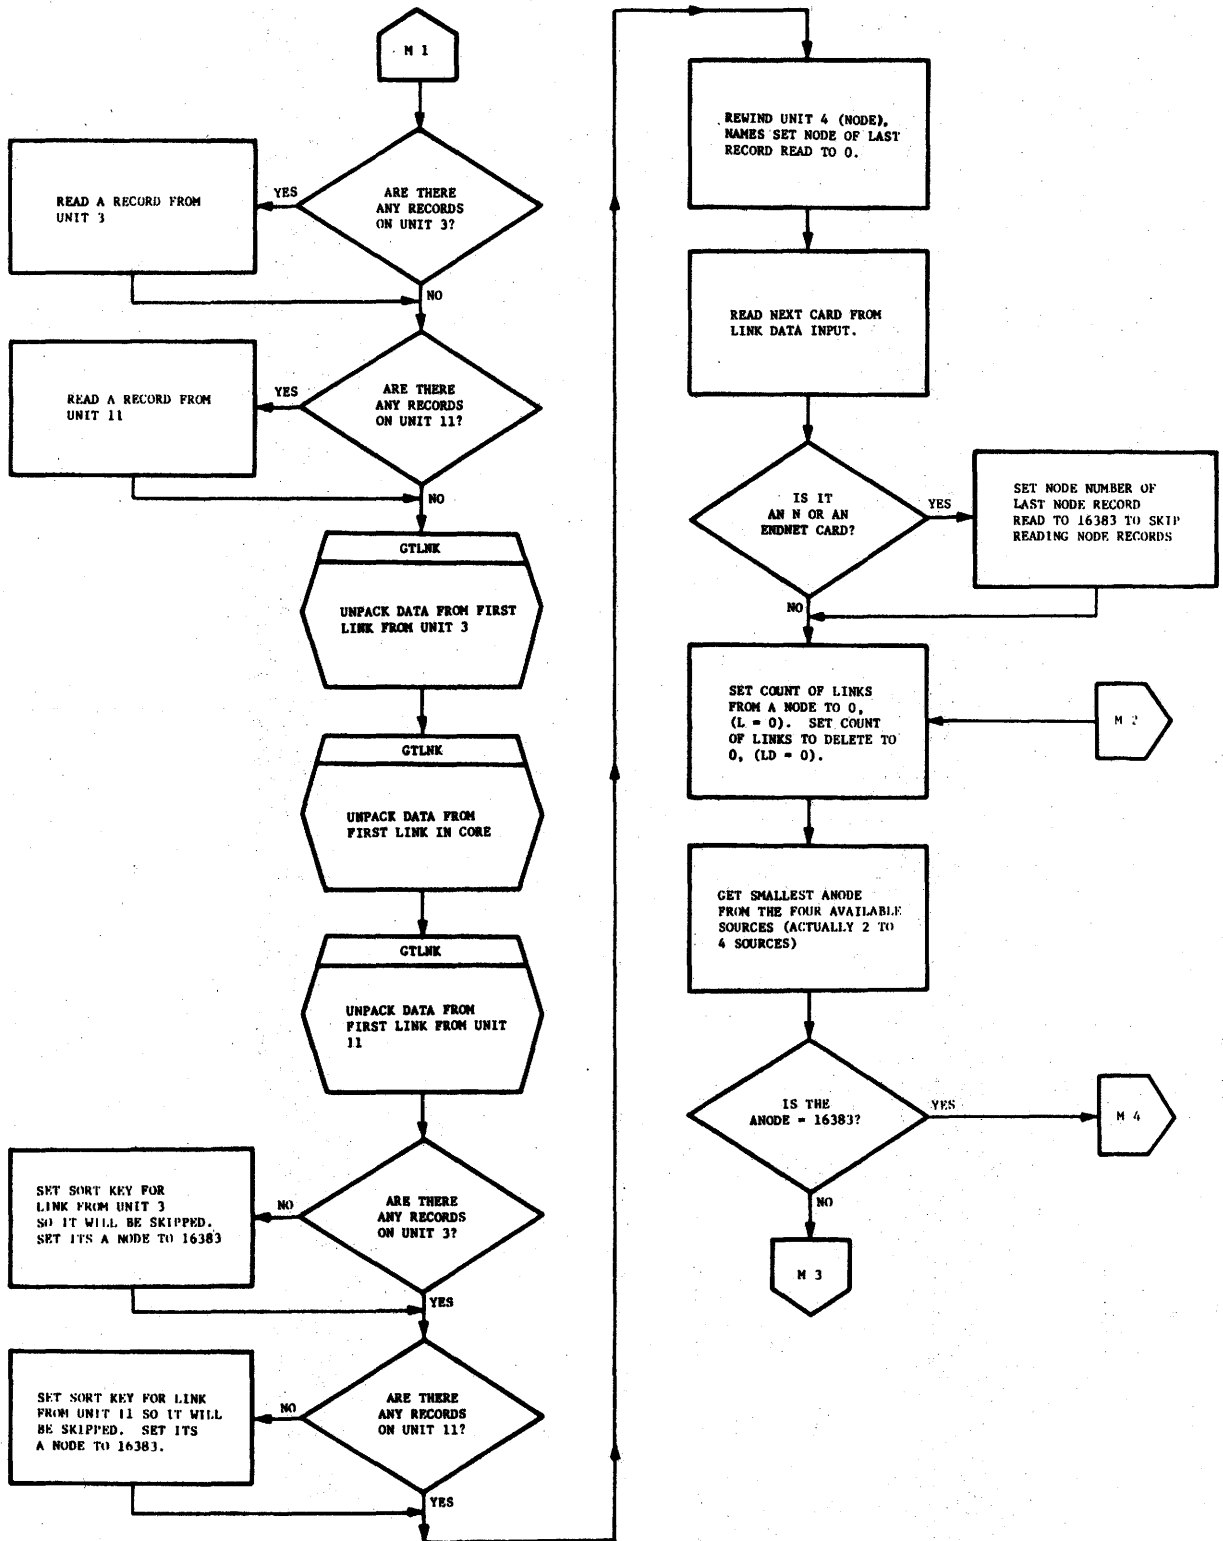 M 1
ARE THERE
ANY RECORDS
ON UNIT 3?
YES
READ A RECORD FROM
UNIT 3
NO
ARE THERE
ANY RECORDS
ON UNIT 11?
YES
READ A RECORD FROM
UNIT 11
NO
GTLNK
UNPACK DATA FROM FIRST
LINK FROM UNIT 3
GTLNK
UNPACK DATA FROM
FIRST LINK IN CORE
GTLNK
UNPACK DATA FROM
FIRST LINK FROM UNIT
11
ARE THERE
ANY RECORDS
ON UNIT 3?
NO
SET SORT KEY FOR
LINK FROM UNIT 3
SO IT WILL BE SKIPPED.
SET ITS A NODE TO 16383
YES
ARE THERE
ANY RECORDS
ON UNIT 11?
NO
SET SORT KEY FOR LINK
FROM UNIT 11 SO IT WILL
BE SKIPPED. SET ITS
A NODE TO 16383.
YES
REWIND UNIT 4 (NODE),
NAMES SET NODE OF LAST
RECORD READ TO 0.
READ NEXT CARD FROM
LINK DATA INPUT.
IS IT
AN N OR AN
ENDNET CARD?
YES
SET NODE NUMBER OF
LAST NODE RECORD
READ TO 16383 TO SKIP
READING NODE RECORDS
NO
SET COUNT OF LINKS
FROM A NODE TO 0,
(L = 0). SET COUNT
OF LINKS TO DELETE TO
0, (LD = 0).
M 2
GET SMALLEST ANODE
FROM THE FOUR AVAILABLE
SOURCES (ACTUALLY 2 TO
4 SOURCES)
IS THE
ANODE = 16383?
YES
M 4
NO
M 3